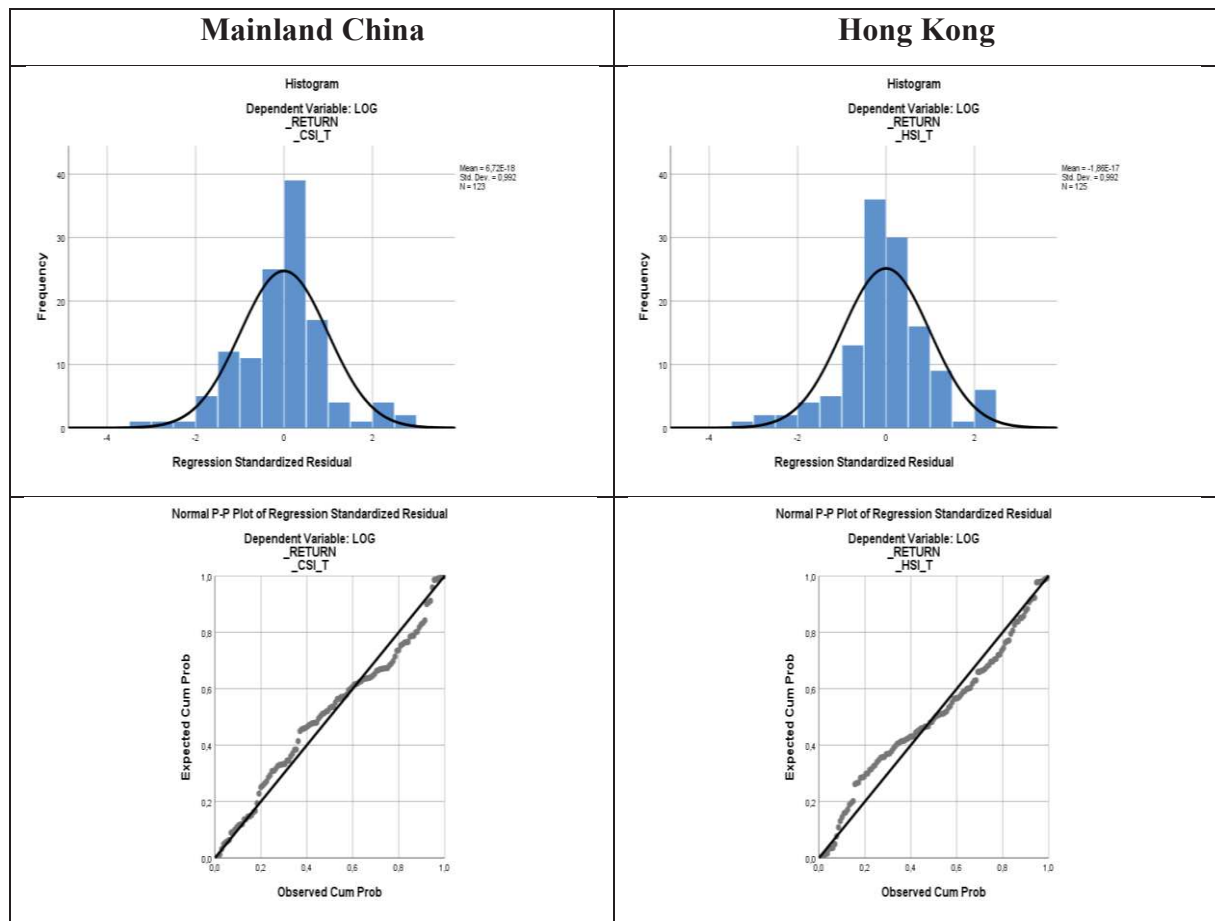 Mainland China
Hong Kong
Histogram
Dependent Variable: LOG
_RETURN
_CSI_T
Mean = 6,72E-18
Std. Dev. = 0,992
N = 123
40
30
20
10
0
Frequency
-4
-2
0
2
Regression Standardized Residual
Histogram
Dependent Variable: LOG
_RETURN
_HSI_T
Mean = -1,86E-17
Std. Dev. = 0,992
N = 125
40
30
20
10
0
Frequency
-4
-2
0
2
Regression Standardized Residual
Normal P-P Plot of Regression Standardized Residual
Dependent Variable: LOG
_RETURN
_CSI_T
1,0
0,8
0,6
0,4
0,2
0,0
Expected Cum Prob
0,0
0,2
0,4
0,6
0,8
1,0
Observed Cum Prob
Normal P-P Plot of Regression Standardized Residual
Dependent Variable: LOG
_RETURN
_HSI_T
1,0
0,8
0,6
0,4
0,2
0,0
Expected Cum Prob
0,0
0,2
0,4
0,6
0,8
1,0
Observed Cum Prob